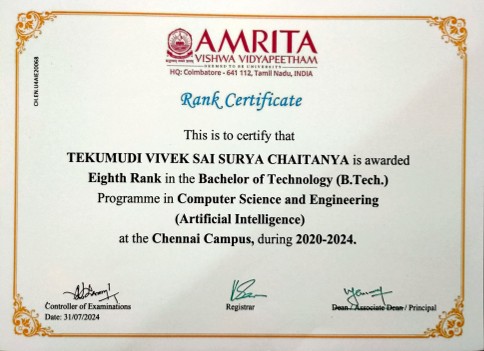 AMRITA
VISHWA VIDYAPEETHAM
DEEMED TO BE UNIVERSITY
HQ: Coimbatore - 641 112, Tamil Nadu, INDIA
Rank Certificate
This is to certify that
TEKUMUDI VIVEK SAI SURYA CHAITANYA is awarded
Eighth Rank in the Bachelor of Technology (B.Tech.)
Programme in Computer Science and Engineering
(Artificial Intelligence)
at the Chennai Campus, during 2020-2024.
Controller of Examinations
Date: 31/07/2024
Registrar
Dean / Associate Dean / Principal